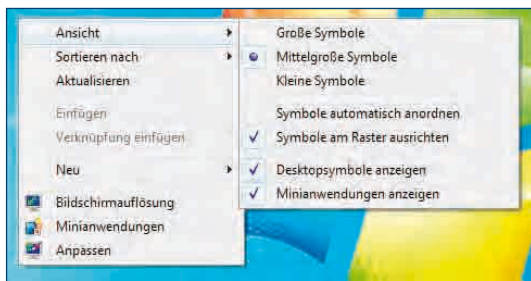 Ansicht
Sortieren nach
Aktualisieren
Einfügen
Verknüpfung einfügen
Neu
Bildschirmauflösung
Minianwendungen
Anpassen
Große Symbole
Mittelgroße Symbole
Kleine Symbole
Symbole automatisch anordnen
Symbole am Raster ausrichten
Desktopsymbole anzeigen
Minianwendungen anzeigen